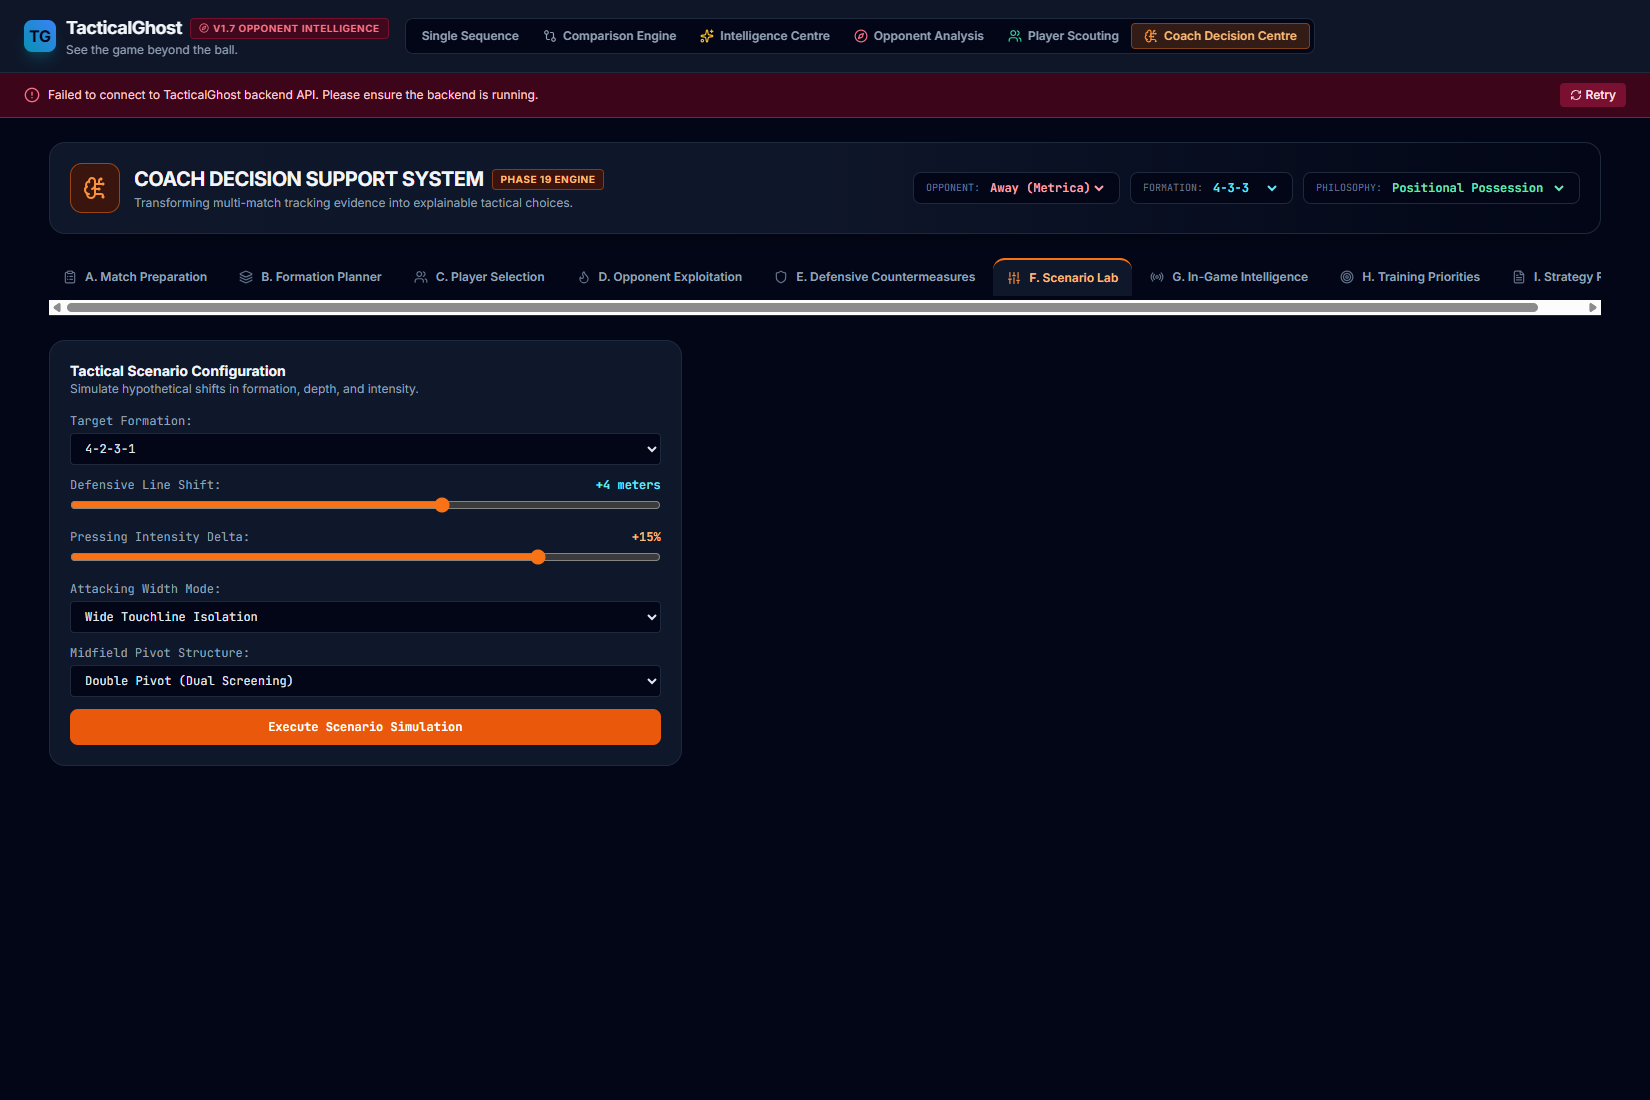 TG
TacticalGhost
V1.7 OPPONENT INTELLIGENCE
See the game beyond the ball.
Single Sequence
Comparison Engine
Intelligence Centre
Opponent Analysis
Player Scouting
Coach Decision Centre
Failed to connect to TacticalGhost backend API. Please ensure the backend is running.
Retry
COACH DECISION SUPPORT SYSTEM
PHASE 19 ENGINE
Transforming multi-match tracking evidence into explainable tactical choices.
OPPONENT: Away (Metrica)
FORMATION: 4-3-3
PHILOSOPHY: Positional Possession
A. Match Preparation
B. Formation Planner
C. Player Selection
D. Opponent Exploitation
E. Defensive Countermeasures
F. Scenario Lab
G. In-Game Intelligence
H. Training Priorities
I. Strategy
Tactical Scenario Configuration
Simulate hypothetical shifts in formation, depth, and intensity.
Target Formation:
4-2-3-1
Defensive Line Shift: +4 meters
Pressing Intensity Delta: +15%
Attacking Width Mode:
Wide Touchline Isolation
Midfield Pivot Structure:
Double Pivot (Dual Screening)
Execute Scenario Simulation